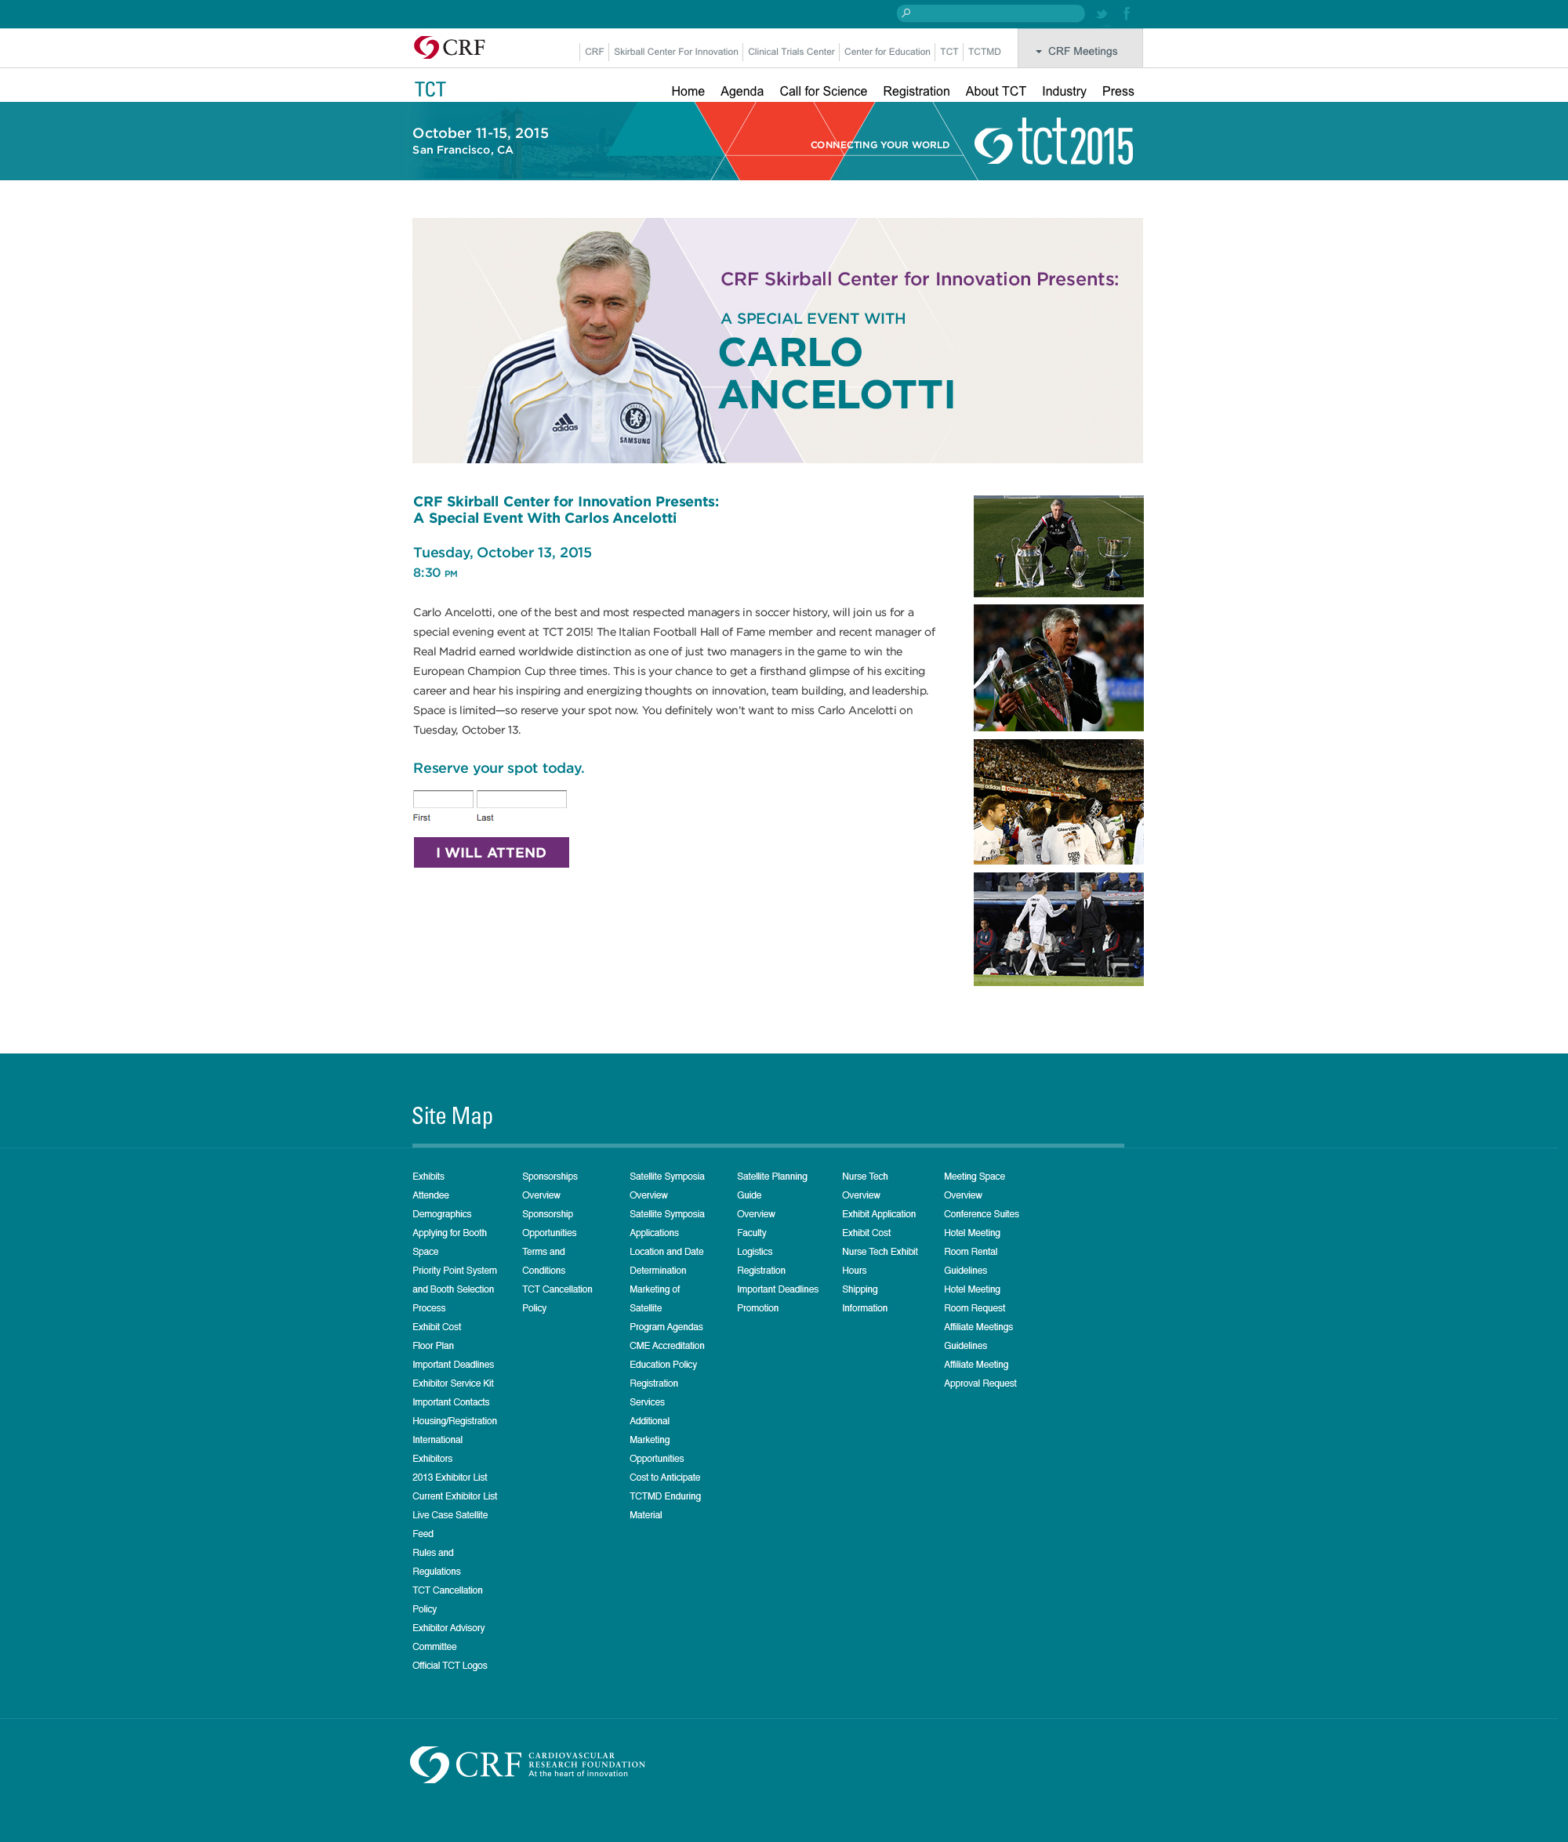 CRF
CRF
Skirball Center For Innovation
Clinical Trials Center
Center for Education
TCT
TCTMD
CRF Meetings
TCT
Home
Agenda
Call for Science
Registration
About TCT
Industry
Press
October 11-15, 2015
San Francisco, CA
CONNECTING YOUR WORLD
tct2015
CRF Skirball Center for Innovation Presents:
A SPECIAL EVENT WITH
CARLO
ANCELOTTI
adidas
SAMSUNG
CRF Skirball Center for Innovation Presents:
A Special Event With Carlos Ancelotti
Tuesday, October 13, 2015
8:30 PM
Carlo Ancelotti, one of the best and most respected managers in soccer history, will join us for a
special evening event at TCT 2015! The Italian Football Hall of Fame member and recent manager of
Real Madrid earned worldwide distinction as one of just two managers in the game to win the
European Champion Cup three times. This is your chance to get a firsthand glimpse of his exciting
career and hear his inspiring and energizing thoughts on innovation, team building, and leadership.
Space is limited—so reserve your spot now. You definitely won't want to miss Carlo Ancelotti on
Tuesday, October 13.
Reserve your spot today.
First
Last
I WILL ATTEND
7
Site Map
Exhibits
Attendee
Demographics
Applying for Booth
Space
Priority Point System
and Booth Selection
Process
Exhibit Cost
Floor Plan
Important Deadlines
Exhibitor Service Kit
Important Contacts
Housing/Registration
International
Exhibitors
2013 Exhibitor List
Current Exhibitor List
Live Case Satellite
Feed
Rules and
Regulations
TCT Cancellation
Policy
Exhibitor Advisory
Committee
Official TCT Logos
Sponsorships
Overview
Sponsorship
Opportunities
Terms and
Conditions
TCT Cancellation
Policy
Satellite Symposia
Overview
Satellite Symposia
Applications
Location and Date
Determination
Marketing of
Satellite
Program Agendas
CME Accreditation
Education Policy
Registration
Services
Additional
Marketing
Opportunities
Cost to Anticipate
TCTMD Enduring
Material
Satellite Planning
Guide
Overview
Faculty
Logistics
Registration
Important Deadlines
Promotion
Nurse Tech
Overview
Exhibit Application
Exhibit Cost
Nurse Tech Exhibit
Hours
Shipping
Information
Meeting Space
Overview
Conference Suites
Hotel Meeting
Room Rental
Guidelines
Hotel Meeting
Room Request
Affiliate Meetings
Guidelines
Affiliate Meeting
Approval Request
CRF
CARDIOVASCULAR
RESEARCH FOUNDATION
At the heart of innovation